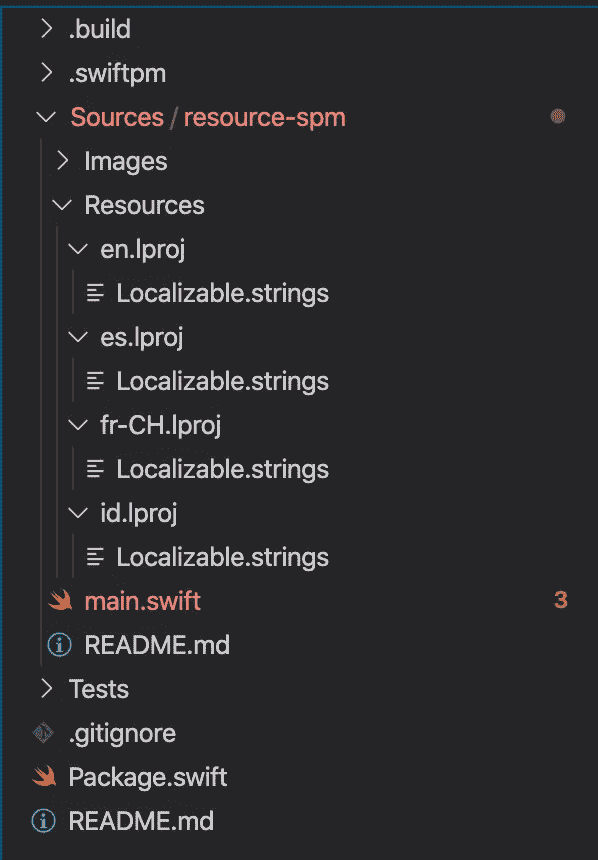 .build
.swiftpm
Sources / resource-spm
Images
Resources
en.lproj
Localizable.strings
es.lproj
Localizable.strings
fr-CH.lproj
Localizable.strings
id.lproj
Localizable.strings
main.swift 3
README.md
Tests
.gitignore
Package.swift
README.md